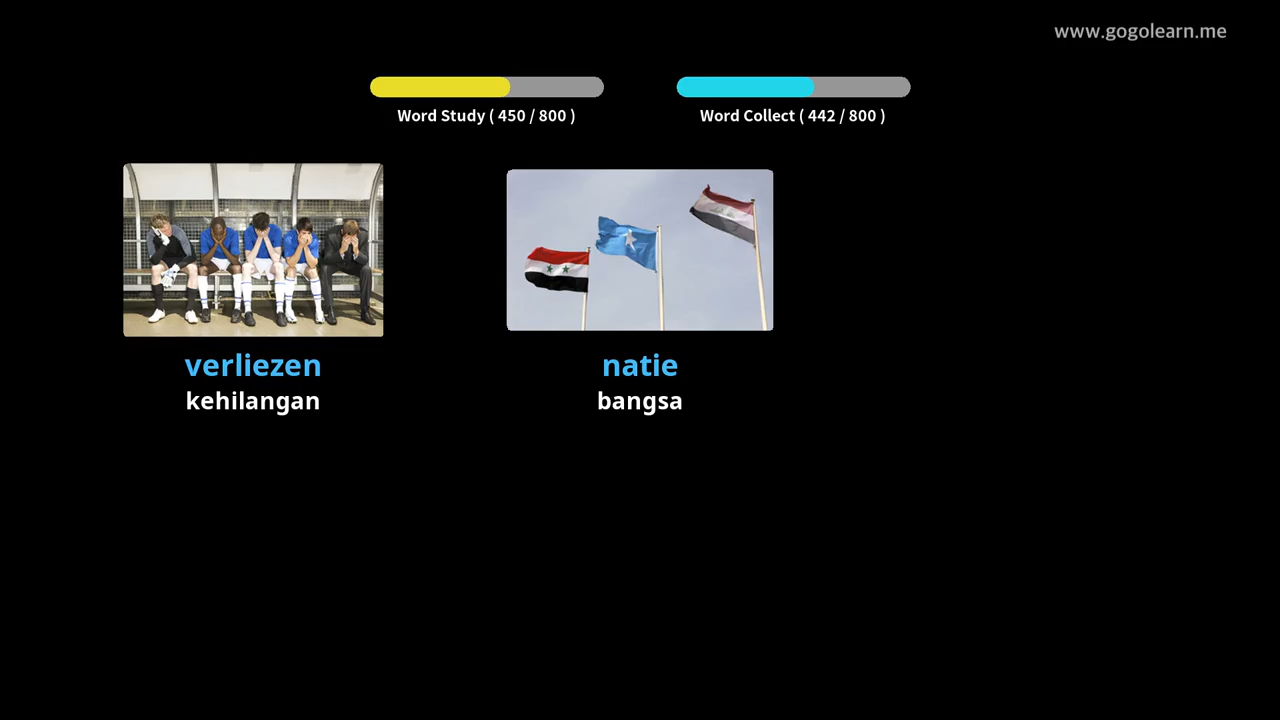 www.gogolearn.me
Word Study ( 450 / 800 )
Word Collect ( 442 / 800 )
verliezen
kehilangan
natie
bangsa